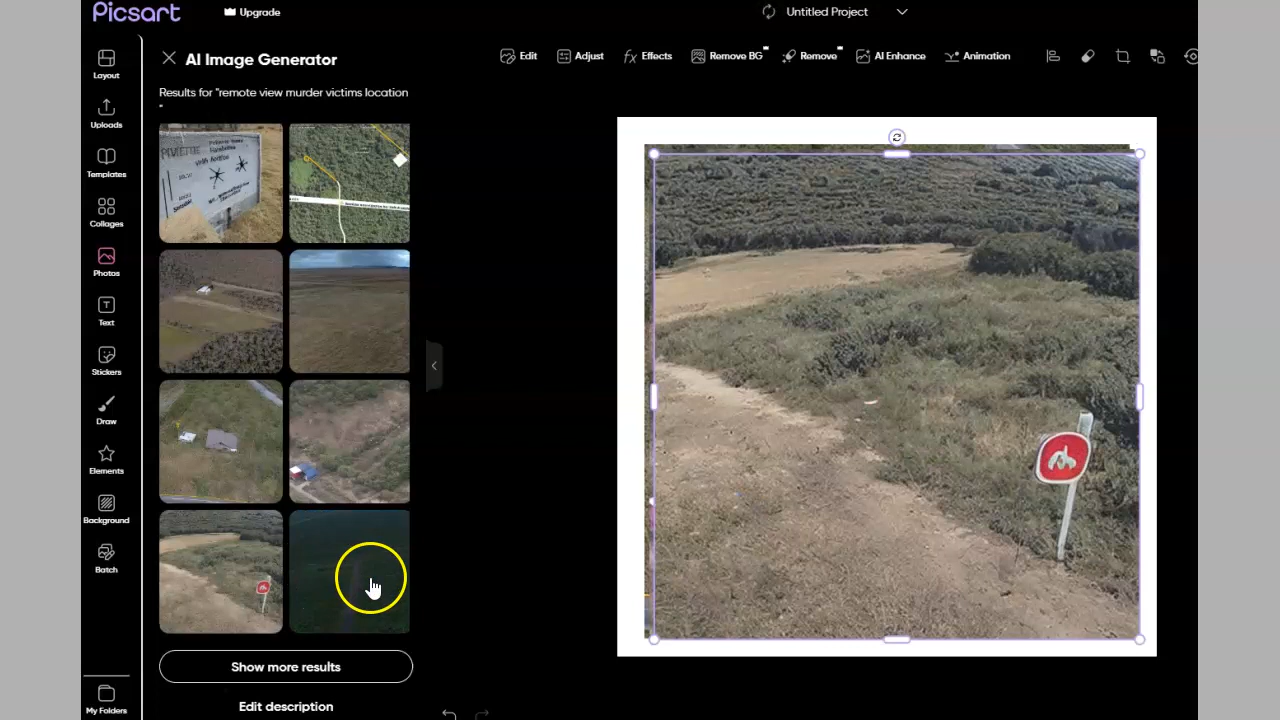 Picsart
Upgrade
Untitled Project
AI Image Generator
Edit
Adjust
fx Effects
Remove BG
Remove
AI Enhance
Animation
Results for "remote view murder victims location
"
Layout
Uploads
Templates
Collages
Photos
Text
Stickers
Draw
Elements
Background
Batch
My Folders
Show more results
Edit description